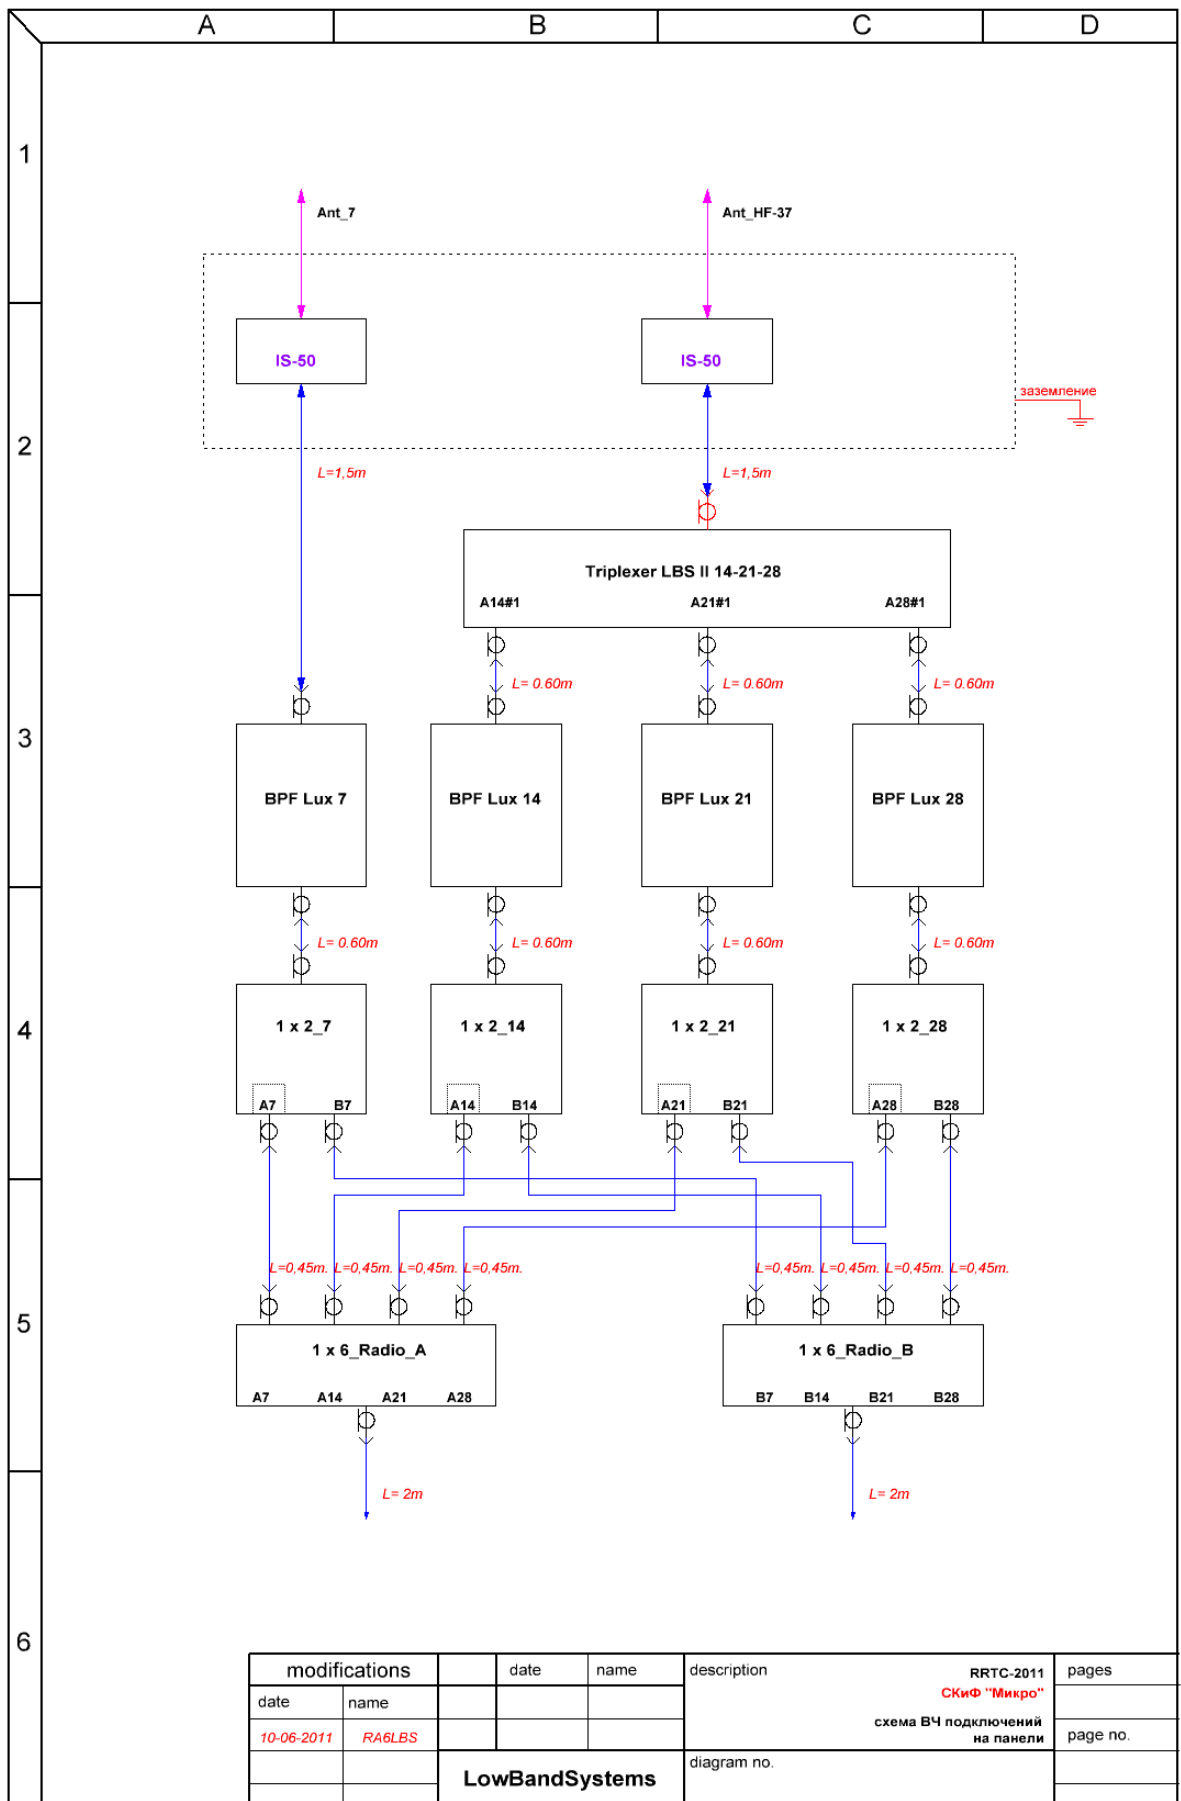 A B C D
1
Ant_7 Ant_HF-37
IS-50 IS-50
заземление
2
L=1,5m L=1,5m
Triplexer LBS II 14-21-28
A14#1 A21#1 A28#1
L= 0.60m L= 0.60m L= 0.60m
3
BPF Lux 7 BPF Lux 14 BPF Lux 21 BPF Lux 28
L= 0.60m L= 0.60m L= 0.60m L= 0.60m
4
1 x 2_7 1 x 2_14 1 x 2_21 1 x 2_28
A7 B7 A14 B14 A21 B21 A28 B28
L=0,45m. L=0,45m. L=0,45m. L=0,45m. L=0,45m. L=0,45m. L=0,45m. L=0,45m.
5
1 x 6_Radio_A 1 x 6_Radio_B
A7 A14 A21 A28 B7 B14 B21 B28
L= 2m L= 2m
6
modifications date name description RRTC-2011 pages
СКиФ "Микро"
date name
схема ВЧ подключений
10-06-2011 RA6LBS на панели page no.
LowBandSystems diagram no.